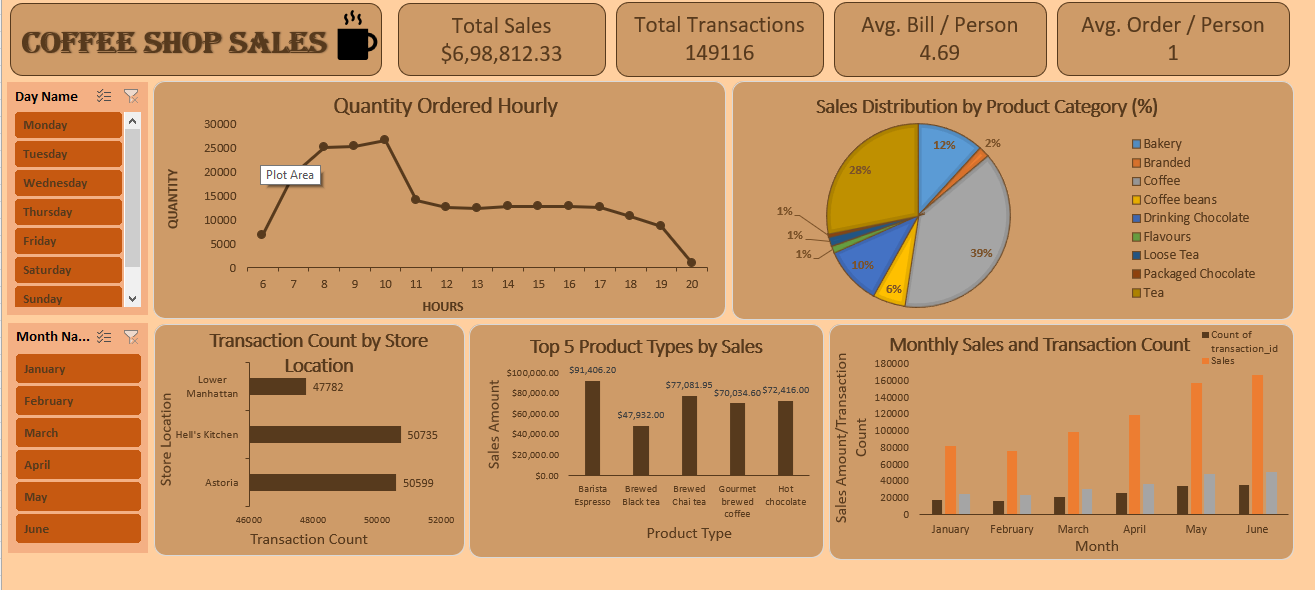 COFFEE SHOP SALES
Total Sales
$6,98,812.33
Total Transactions
149116
Avg. Bill / Person
4.69
Avg. Order / Person
1
Day Name
Monday
Tuesday
Wednesday
Thursday
Friday
Saturday
Sunday
Quantity Ordered Hourly
QUANTITY
30000
25000
20000
15000
10000
5000
0
Plot Area
6 7 8 9 10 11 12 13 14 15 16 17 18 19 20
HOURS
Sales Distribution by Product Category (%)
12%
2%
39%
6%
10%
1%
1%
1%
28%
Bakery
Branded
Coffee
Coffee beans
Drinking Chocolate
Flavours
Loose Tea
Packaged Chocolate
Tea
Month Na...
January
February
March
April
May
June
Transaction Count by Store
Location
Store Location
Lower
Manhattan
47782
Hell's Kitchen
50735
Astoria
50599
46000 48000 50000 52000
Transaction Count
Top 5 Product Types by Sales
Sales Amount
$100,000.00
$80,000.00
$60,000.00
$40,000.00
$20,000.00
$0.00
$91,406.20
$47,932.00
$77,081.95
$70,034.60
$72,416.00
Barista
Espresso
Brewed
Black tea
Brewed
Chai tea
Gourmet
brewed
coffee
Hot
chocolate
Product Type
Monthly Sales and Transaction Count
Count of
transaction_id
Sales
Sales Amount/Transaction
Count
180000
160000
140000
120000
100000
80000
60000
40000
20000
0
January February March April May June
Month